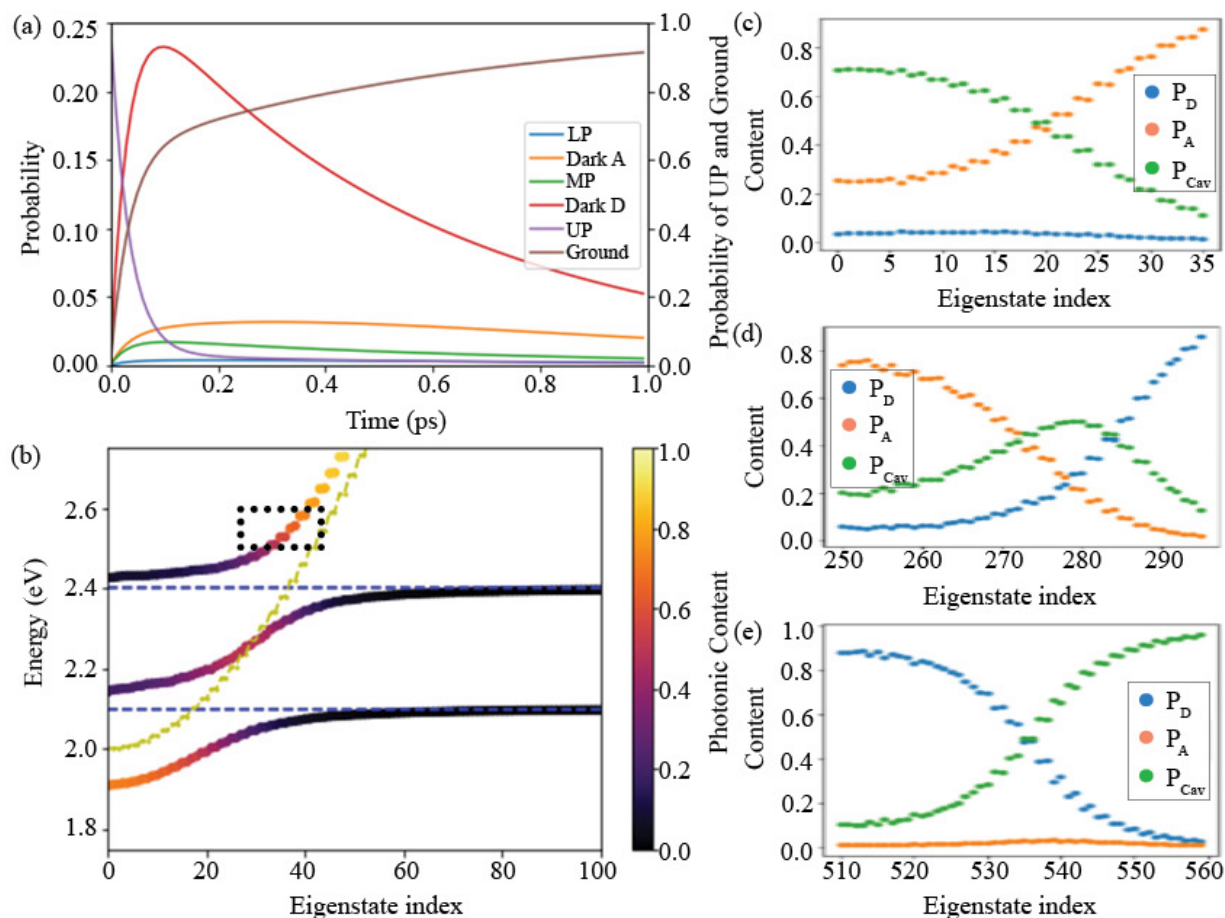 (a)
0.25
0.20
0.15
0.10
0.05
0.00
Probability
0.0
0.2
0.4
0.6
0.8
1.0
Time (ps)
1.0
0.8
0.6
0.4
0.2
0.0
Probability of UP and Ground
LP
Dark A
MP
Dark D
UP
Ground
(b)
2.6
2.4
2.2
2.0
1.8
Energy (eV)
0
20
40
60
80
100
Eigenstate index
1.0
0.8
0.6
0.4
0.2
0.0
Photonic Content
(c)
0.8
0.6
0.4
0.2
0.0
Content
0
5
10
15
20
25
30
35
Eigenstate index
P_D
P_A
P_Cav
(d)
0.8
0.6
0.4
0.2
0.0
Content
250
260
270
280
290
Eigenstate index
P_D
P_A
P_Cav
(e)
1.0
0.8
0.6
0.4
0.2
0.0
Content
510
520
530
540
550
560
Eigenstate index
P_D
P_A
P_Cav